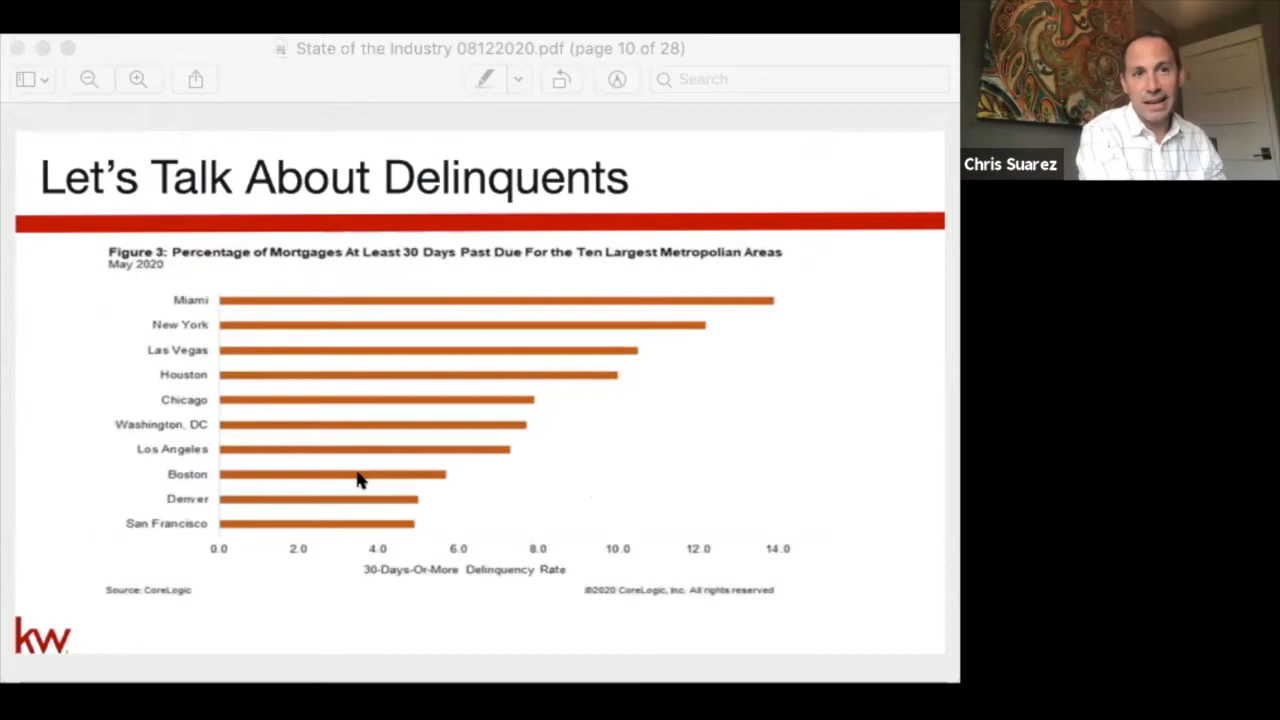 State of the Industry 08122020.pdf (page 10 of 28)
Search
Chris Suarez
Let's Talk About Delinquents
Figure 3: Percentage of Mortgages At Least 30 Days Past Due For the Ten Largest Metropolian Areas
May 2020
Miami
New York
Las Vegas
Houston
Chicago
Washington, DC
Los Angeles
Boston
Denver
San Francisco
0.0 2.0 4.0 6.0 8.0 10.0 12.0 14.0
30-Days-Or-More Delinquency Rate
Source: CoreLogic ©2020 CoreLogic, Inc. All rights reserved
kw